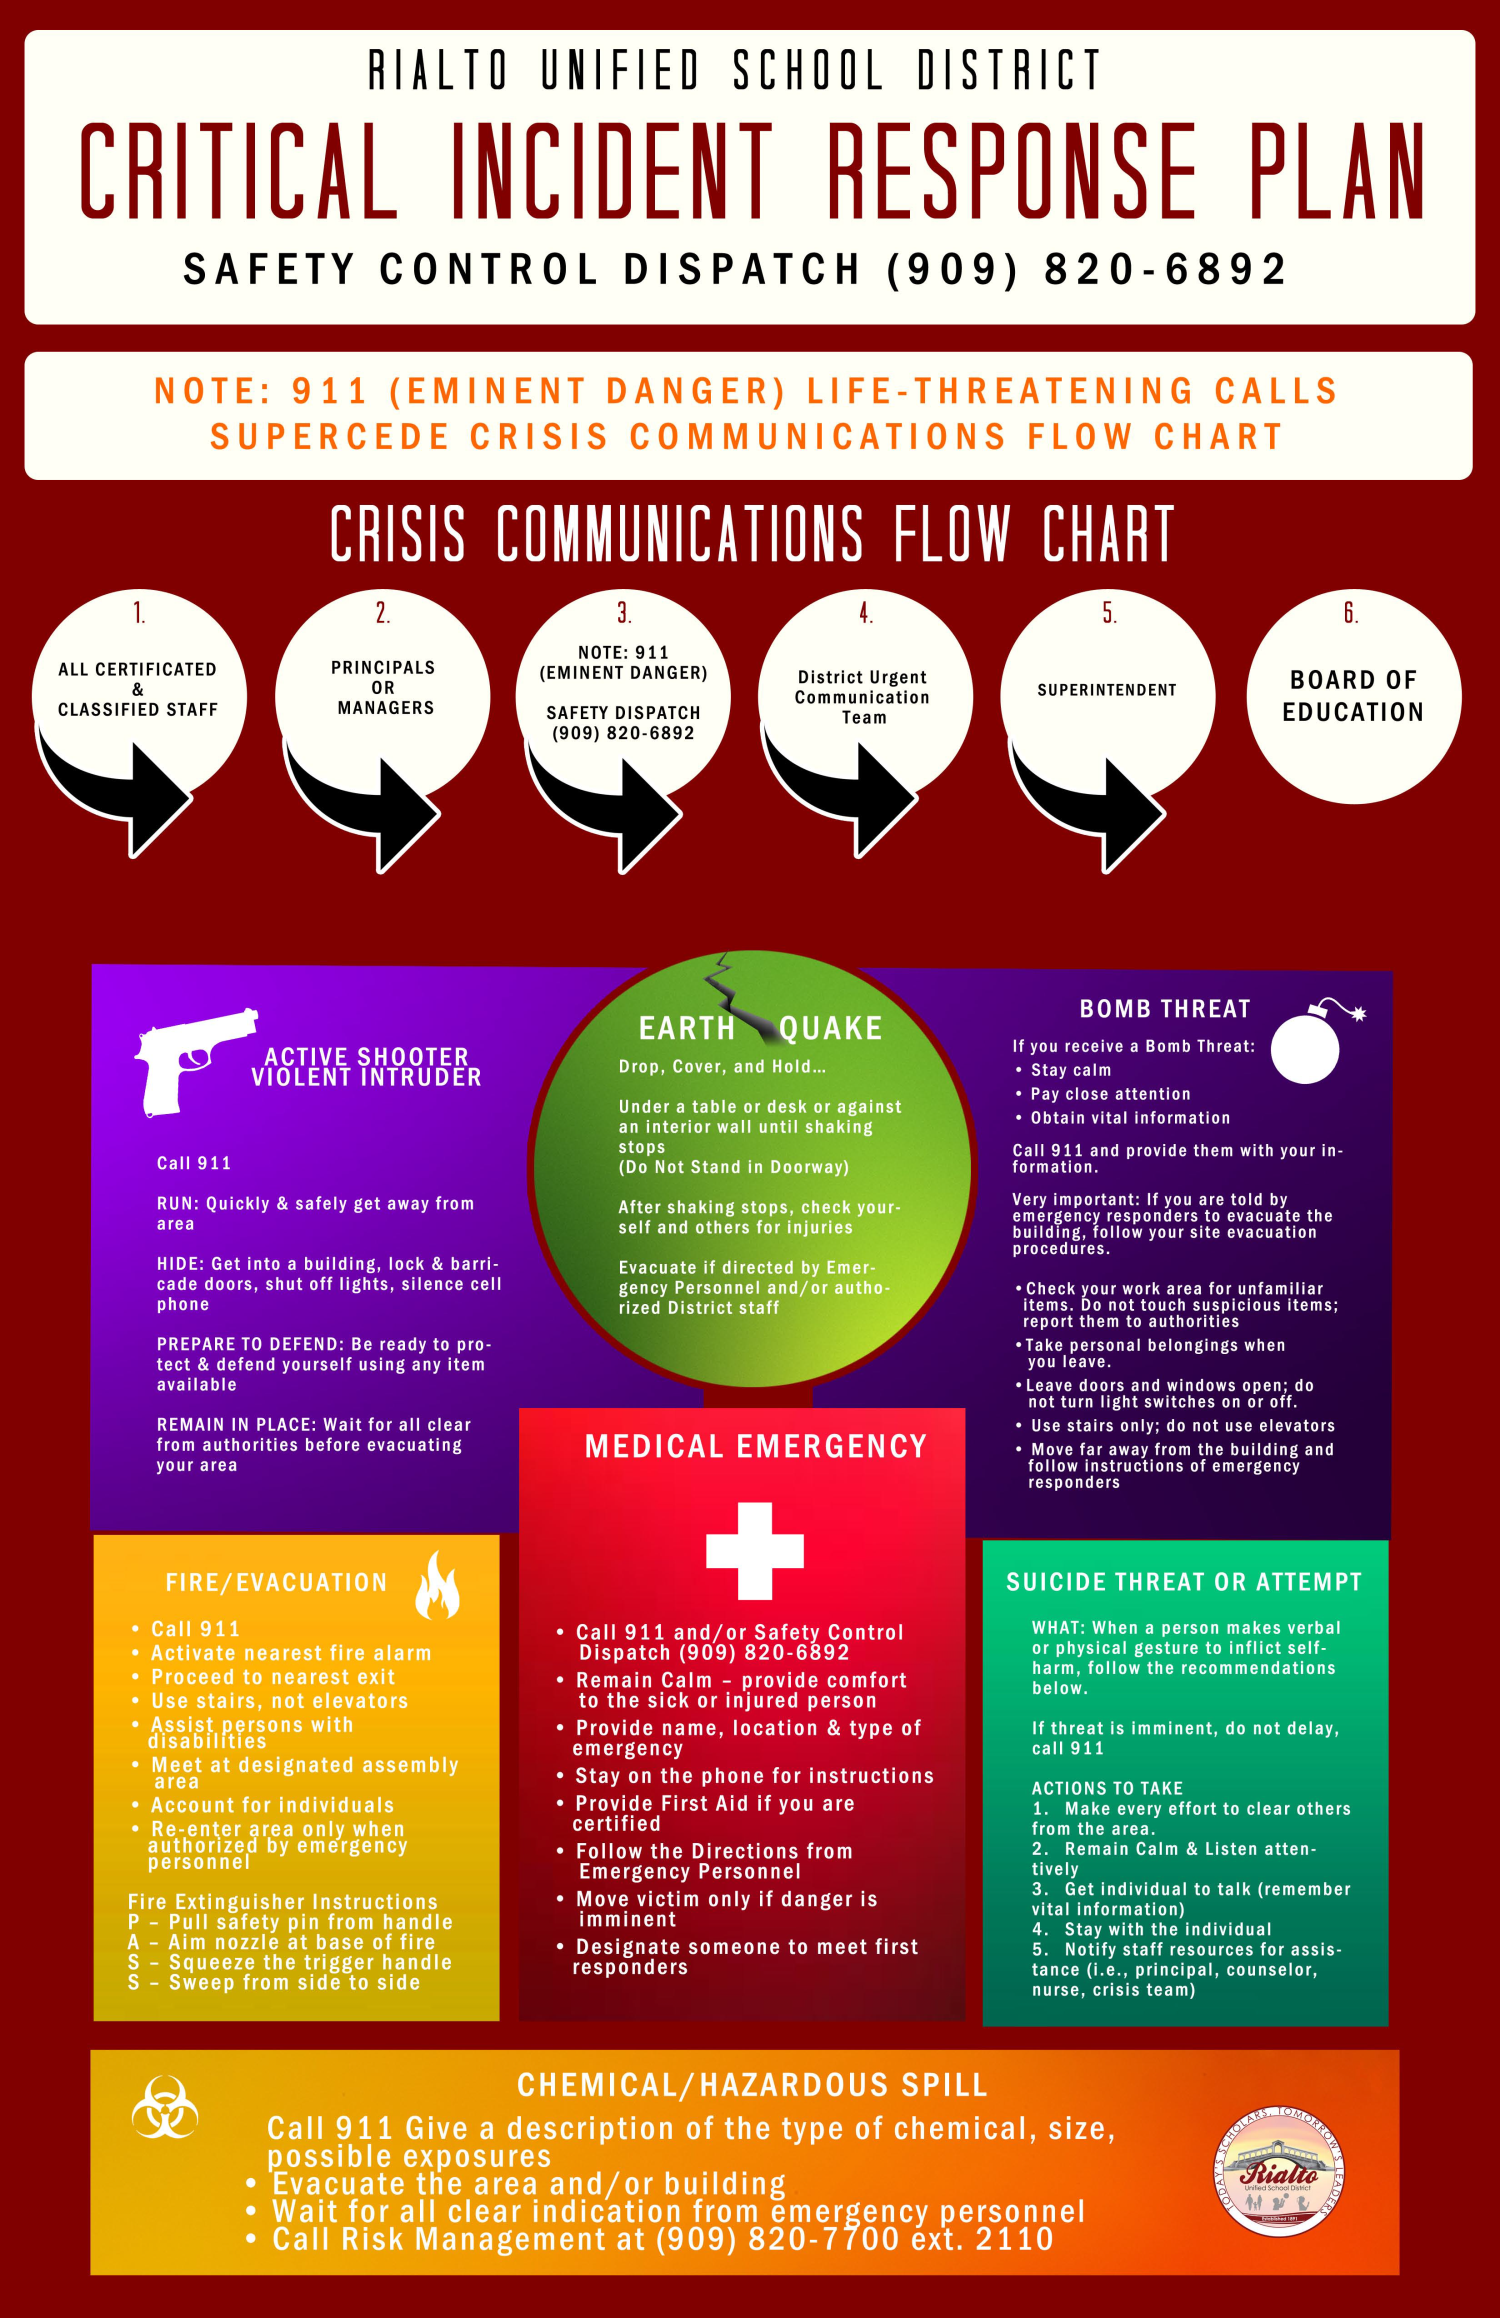 RIALTO UNIFIED SCHOOL DISTRICT
CRITICAL INCIDENT RESPONSE PLAN
SAFETY CONTROL DISPATCH (909) 820-6892
NOTE: 911 (EMINENT DANGER) LIFE-THREATENING CALLS
SUPERCEDE CRISIS COMMUNICATIONS FLOW CHART
CRISIS COMMUNICATIONS FLOW CHART
1.
ALL CERTIFICATED
&
CLASSIFIED STAFF
2.
PRINCIPALS
OR
MANAGERS
3.
NOTE: 911
(EMINENT DANGER)
SAFETY DISPATCH
(909) 820-6892
4.
District Urgent
Communication
Team
5.
SUPERINTENDENT
6.
BOARD OF
EDUCATION
ACTIVE SHOOTER
VIOLENT INTRUDER
Call 911
RUN: Quickly & safely get away from
area
HIDE: Get into a building, lock & barri-
cade doors, shut off lights, silence cell
phone
PREPARE TO DEFEND: Be ready to pro-
tect & defend yourself using any item
available
REMAIN IN PLACE: Wait for all clear
from authorities before evacuating
your area
EARTH QUAKE
Drop, Cover, and Hold...
Under a table or desk or against
an interior wall until shaking
stops
(Do Not Stand in Doorway)
After shaking stops, check your-
self and others for injuries
Evacuate if directed by Emer-
gency Personnel and/or autho-
rized District staff
BOMB THREAT
If you receive a Bomb Threat:
• Stay calm
• Pay close attention
• Obtain vital information
Call 911 and provide them with your in-
formation.
Very important: If you are told by
emergency responders to evacuate the
building, follow your site evacuation
procedures.
• Check your work area for unfamiliar
items. Do not touch suspicious items;
report them to authorities
• Take personal belongings when
you leave.
• Leave doors and windows open; do
not turn light switches on or off.
• Use stairs only; do not use elevators
• Move far away from the building and
follow instructions of emergency
responders
FIRE/EVACUATION
• Call 911
• Activate nearest fire alarm
• Proceed to nearest exit
• Use stairs, not elevators
• Assist persons with
disabilities
• Meet at designated assembly
area
• Account for individuals
• Re-enter area only when
authorized by emergency
personnel
Fire Extinguisher Instructions
P – Pull safety pin from handle
A – Aim nozzle at base of fire
S – Squeeze the trigger handle
S – Sweep from side to side
MEDICAL EMERGENCY
• Call 911 and/or Safety Control
Dispatch (909) 820-6892
• Remain Calm – provide comfort
to the sick or injured person
• Provide name, location & type of
emergency
• Stay on the phone for instructions
• Provide First Aid if you are
certified
• Follow the Directions from
Emergency Personnel
• Move victim only if danger is
imminent
• Designate someone to meet first
responders
SUICIDE THREAT OR ATTEMPT
WHAT: When a person makes verbal
or physical gesture to inflict self-
harm, follow the recommendations
below.
If threat is imminent, do not delay,
call 911
ACTIONS TO TAKE
1. Make every effort to clear others
from the area.
2. Remain Calm & Listen atten-
tively
3. Get individual to talk (remember
vital information)
4. Stay with the individual
5. Notify staff resources for assis-
tance (i.e., principal, counselor,
nurse, crisis team)
CHEMICAL/HAZARDOUS SPILL
Call 911 Give a description of the type of chemical, size,
possible exposures
• Evacuate the area and/or building
• Wait for all clear indication from emergency personnel
• Call Risk Management at (909) 820-7700 ext. 2110
TODAY'S SCHOLARS, TOMORROW'S LEADERS
Rialto
Unified School District
Established 1891